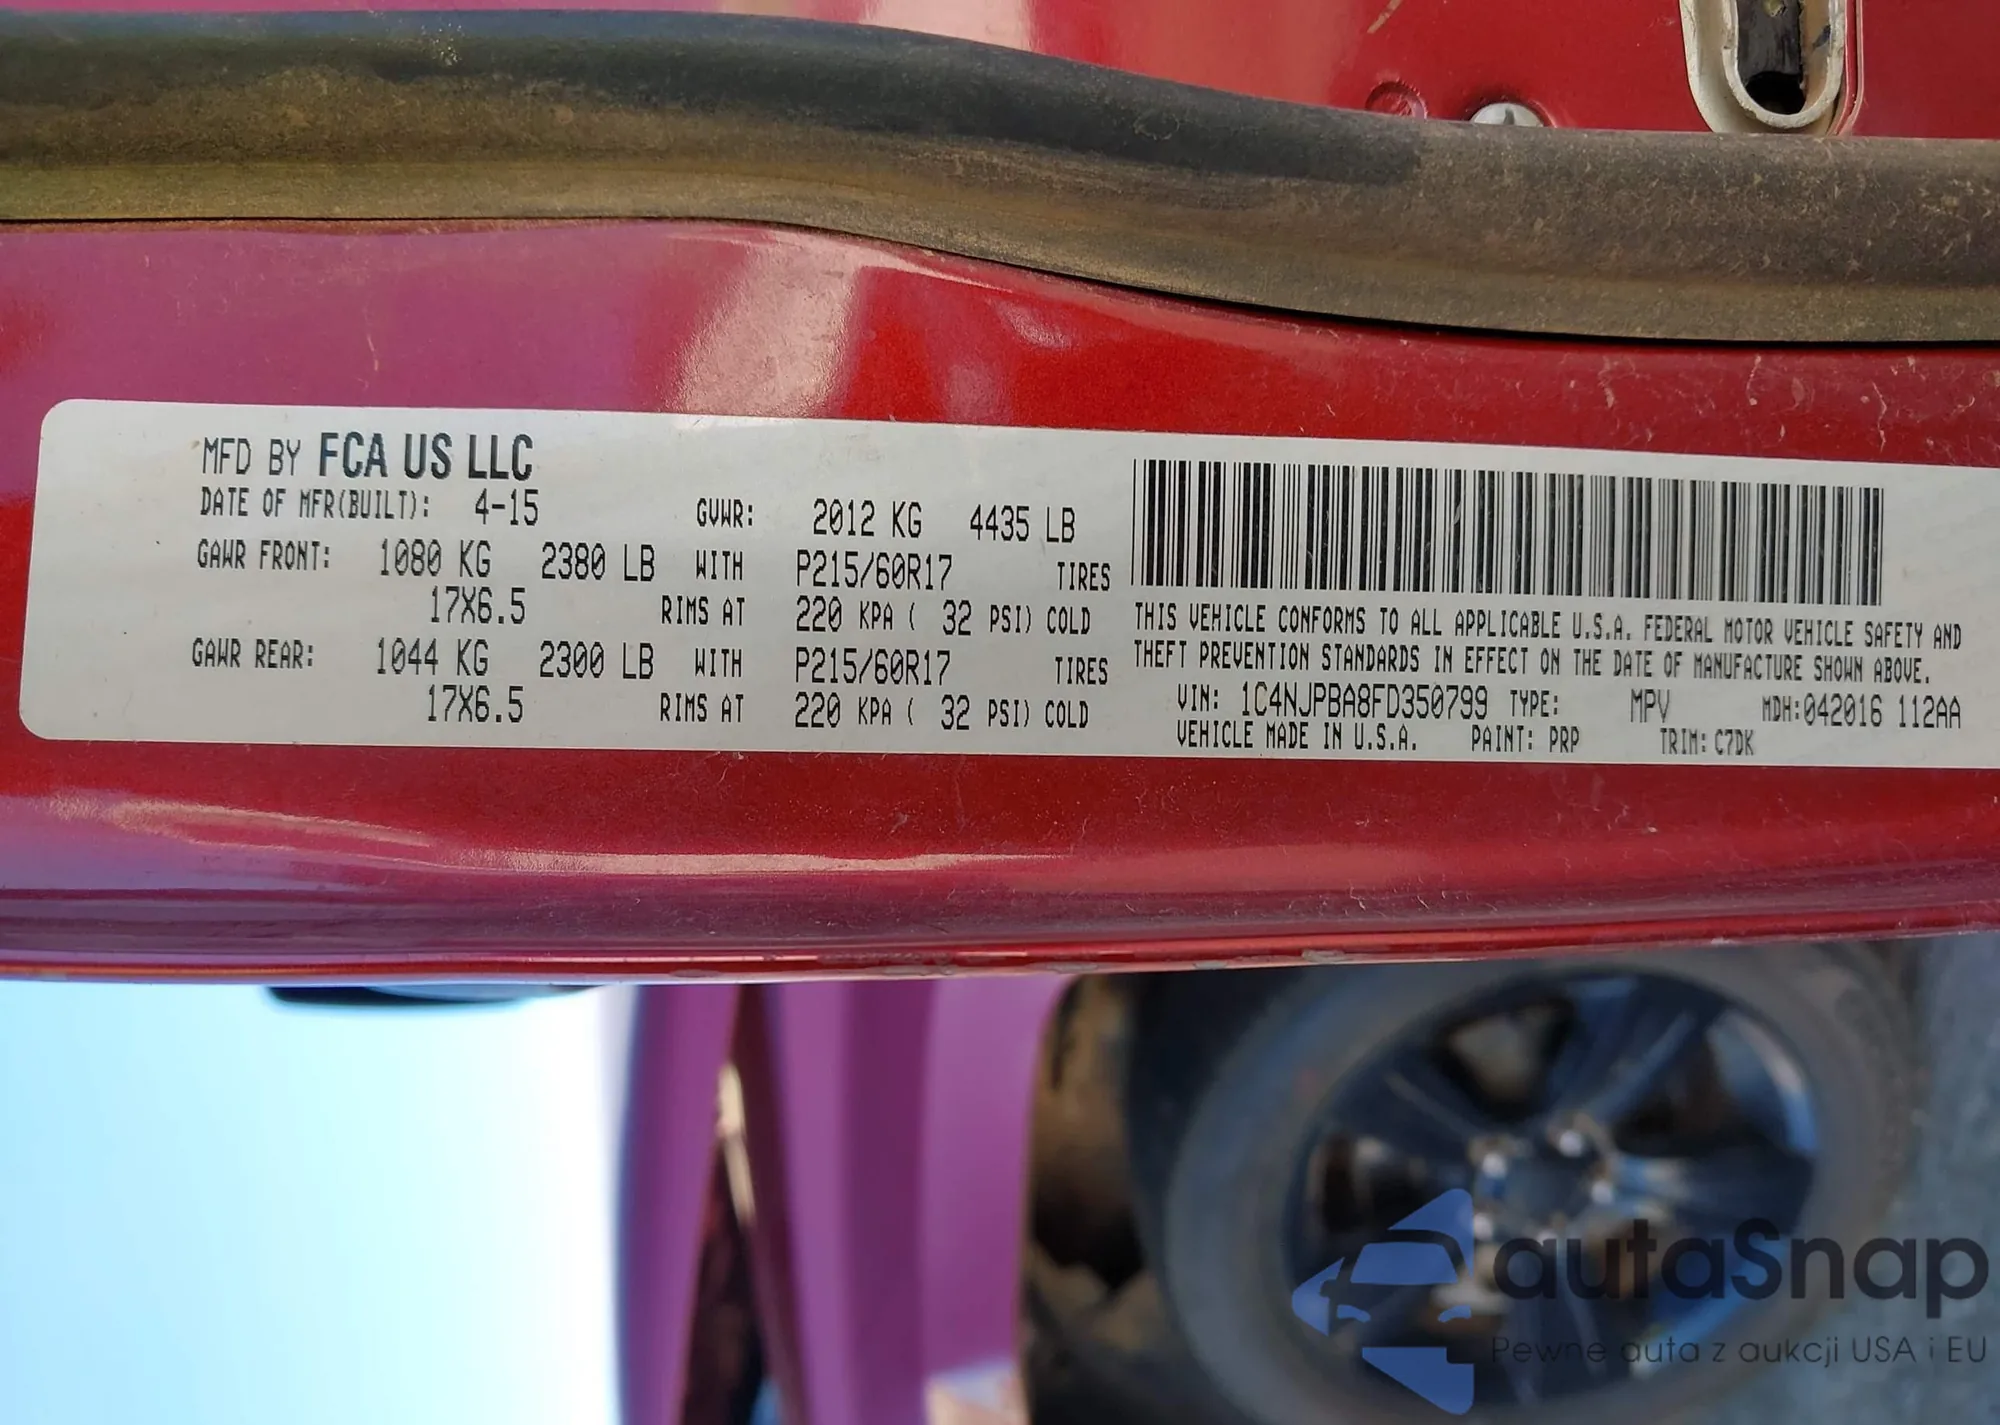 MFD BY FCA US LLC
DATE OF MFR(BUILT): 4-15 GVWR: 2012 KG 4435 LB
GAWR FRONT: 1080 KG 2380 LB WITH P215/60R17 TIRES
17X6.5 RIMS AT 220 KPA ( 32 PSI) COLD
GAWR REAR: 1044 KG 2300 LB WITH P215/60R17 TIRES
17X6.5 RIMS AT 220 KPA ( 32 PSI) COLD
THIS VEHICLE CONFORMS TO ALL APPLICABLE U.S.A. FEDERAL MOTOR VEHICLE SAFETY AND
THEFT PREVENTION STANDARDS IN EFFECT ON THE DATE OF MANUFACTURE SHOWN ABOVE.
VIN: 1C4NJPBA8FD350799 TYPE: MPV MDH:042016 112AA
VEHICLE MADE IN U.S.A. PAINT: PRP TRIM: C7DK
autaSnap
Pewne auta z aukcji USA i EU